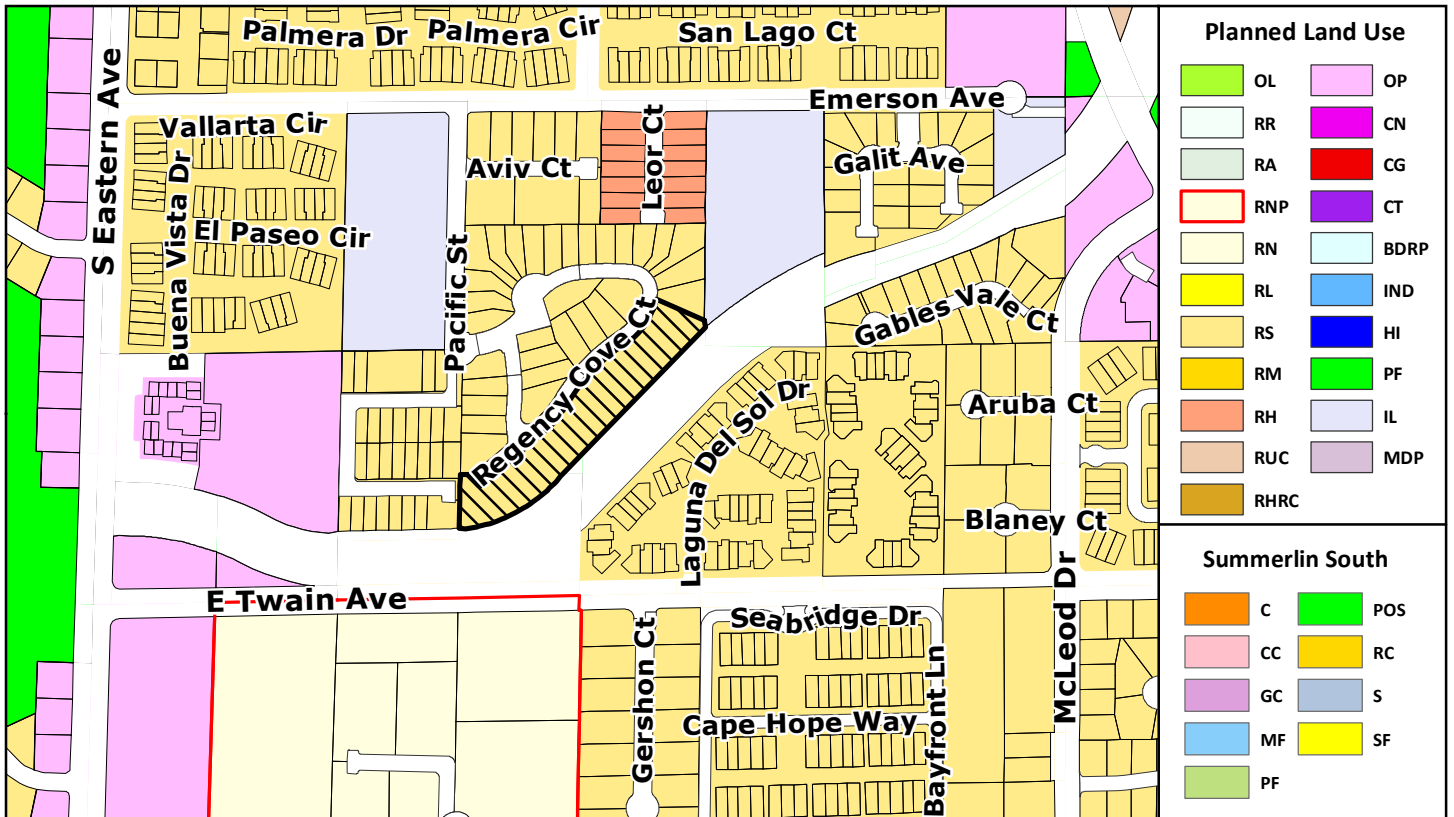 Palmera Dr
Palmera Cir
San Lago Ct
S Eastern Ave
Emerson Ave
Vallarta Cir
Buena Vista Dr
El Paseo Cir
Aviv Ct
Leor Ct
Galit Ave
Pacific St
Regency Cove Ct
Gables Vale Ct
Laguna Del Sol Dr
Aruba Ct
Blaney Ct
E Twain Ave
Gershon Ct
Seabridge Dr
Cape Hope Way
Bayfront Ln
McLeod Dr
Planned Land Use
OL OP
RR CN
RA CG
RNP CT
RN BDRP
RL IND
RS HI
RM PF
RH IL
RUC MDP
RHRC
Summerlin South
C POS
CC RC
GC S
MF SF
PF